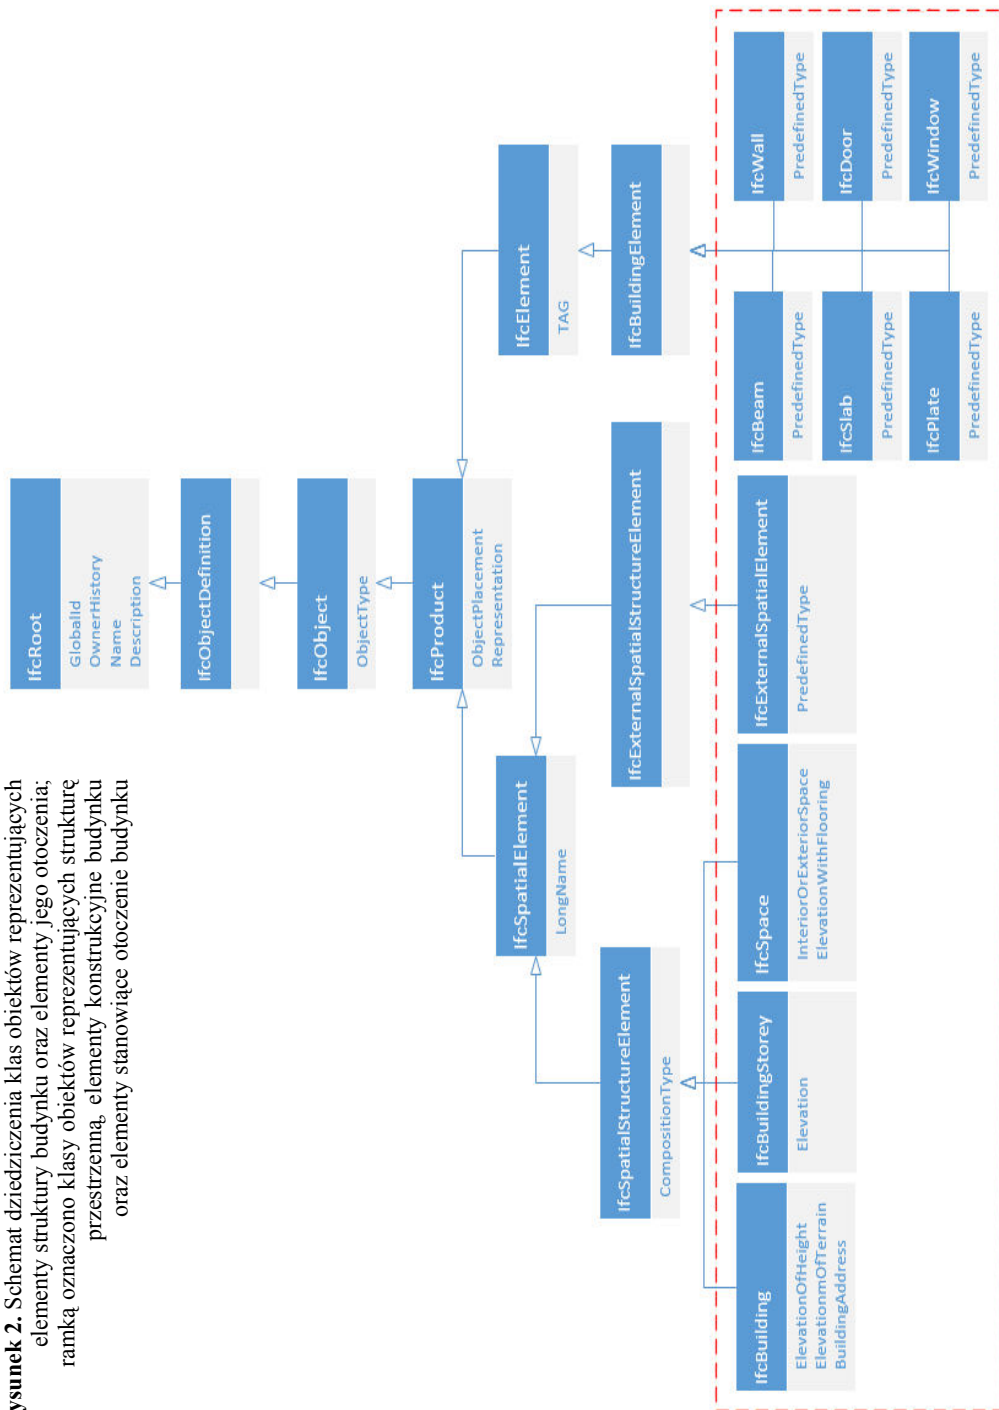 ysunek 2. Schemat dziedziczenia klas obiektów reprezentujących
elementy struktury budynku oraz elementy jego otoczenia;
ramką oznaczono klasy obiektów reprezentujących strukturę
przestrzenną, elementy konstrukcyjne budynku
oraz elementy stanowiące otoczenie budynku
IfcRoot
GlobalId
OwnerHistory
Name
Description
IfcObjectDefinition
IfcObject
ObjectType
IfcProduct
ObjectPlacement
Representation
IfcSpatialElement
LongName
IfcElement
TAG
IfcSpatialStructureElement
CompositionType
IfcExternalSpatialStructureElement
IfcBuildingElement
IfcBuilding
ElevationOfHeight
ElevationmOfTerrain
BuildingAddress
IfcBuildingStorey
Elevation
IfcSpace
InteriorOrExteriorSpace
ElevationWithFlooring
IfcExternalSpatialElement
PredefinedType
IfcBeam
PredefinedType
IfcWall
PredefinedType
IfcSlab
PredefinedType
IfcDoor
PredefinedType
IfcPlate
PredefinedType
IfcWindow
PredefinedType